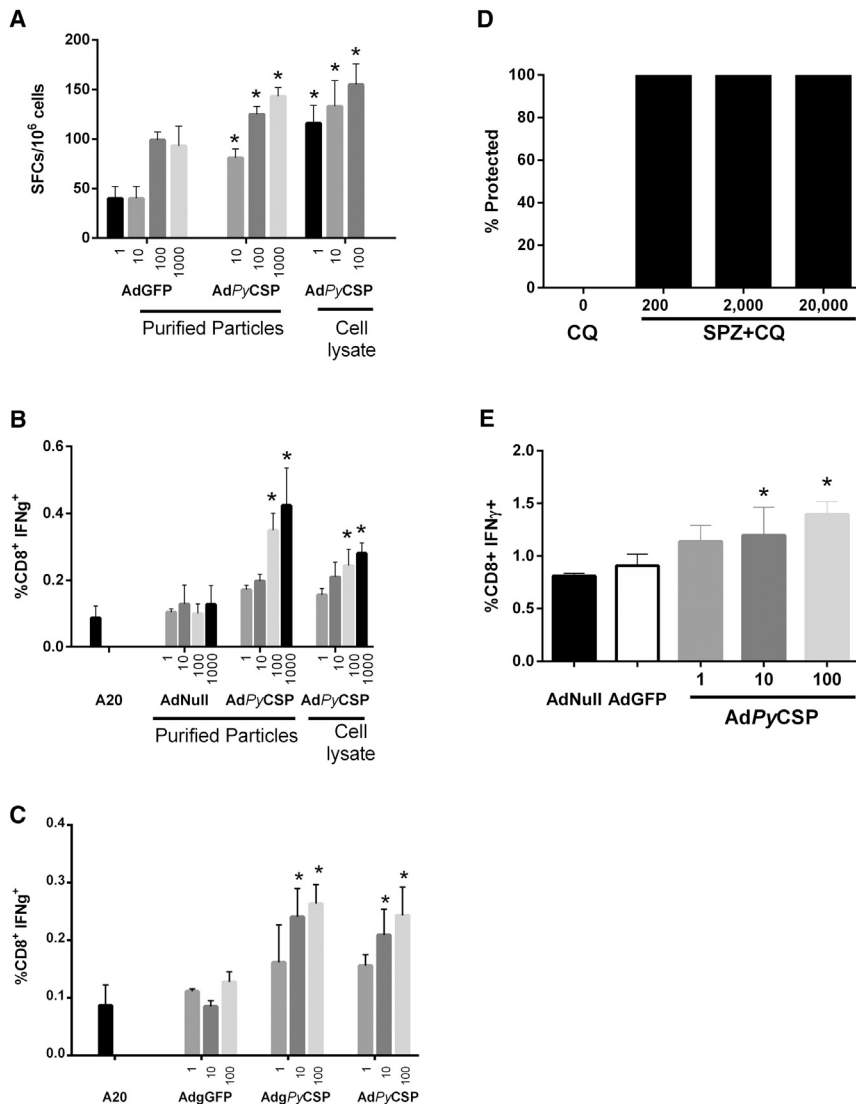 A
SFCs/10⁶ cells
200
150
100
50
0
* * * * * *
1 10 100 1000 10 100 1000 1 10 100
AdGFP AdPyCSP AdPyCSP
Purified Particles Cell
lysate
B
%CD8⁺ IFNg⁺
0.6
0.4
0.2
0.0
* * * *
1 10 100 1000 1 10 100 1000 1 10 100 1000
A20 AdNull AdPyCSP AdPyCSP
Purified Particles Cell
lysate
C
%CD8⁺ IFNg⁺
0.4
0.3
0.2
0.1
0.0
* * * *
1 10 100 1 10 100 1 10 100
A20 AdgGFP AdgPyCSP AdPyCSP
D
% Protected
100
80
60
40
20
0
0 200 2,000 20,000
CQ SPZ+CQ
E
%CD8+ IFNγ+
2.0
1.5
1.0
0.5
0.0
* *
AdNull AdGFP 1 10 100
AdPyCSP